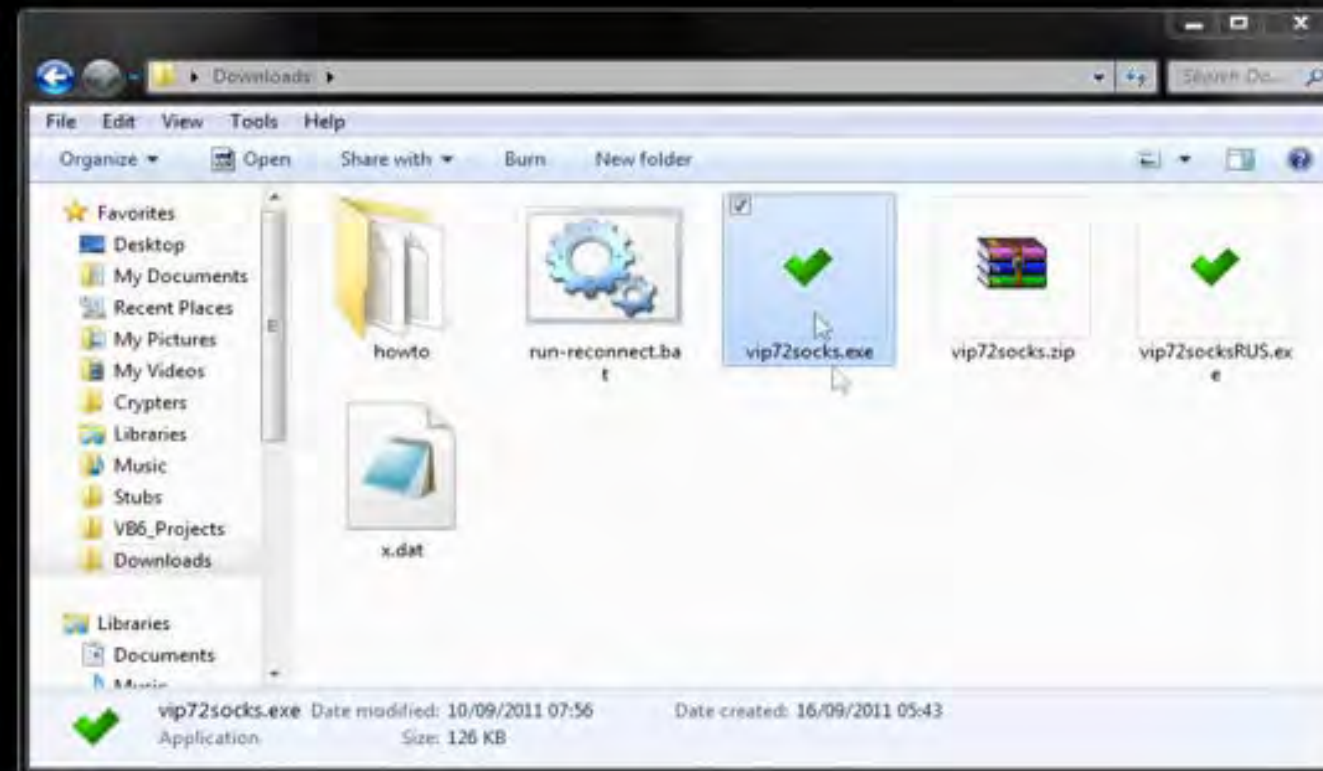 Downloads
Search Do...
File Edit View Tools Help
Organize Open Share with Burn New folder
Favorites
Desktop
My Documents
Recent Places
My Pictures
My Videos
Crypters
Libraries
Music
Stubs
VB6_Projects
Downloads
Libraries
Documents
Music
howto
run-reconnect.ba
t
vip72socks.exe
vip72socks.zip
vip72socksRUS.ex
e
x.dat
vip72socks.exe Date modified: 10/09/2011 07:56 Date created: 16/09/2011 05:43
Application Size: 126 KB